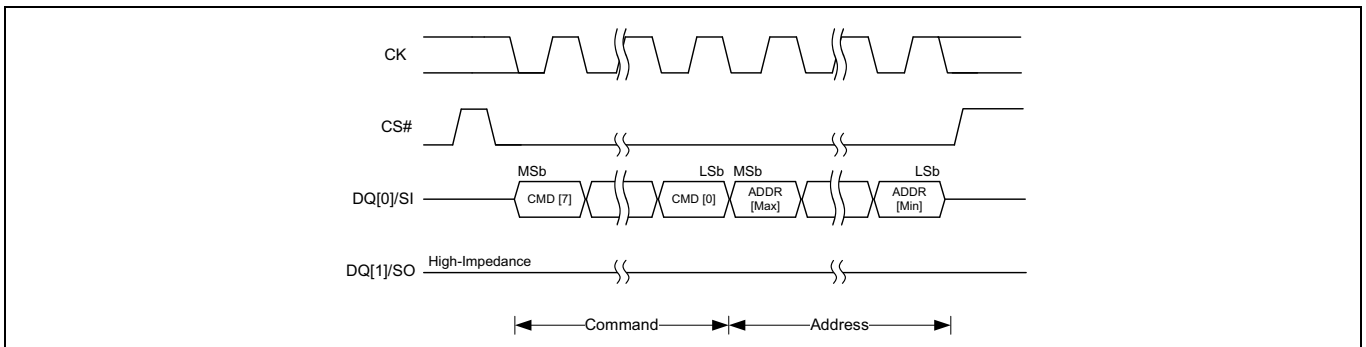 CK
CS#
MSb LSb MSb LSb
DQ[0]/SI CMD [7] CMD [0] ADDR [Max] ADDR [Min]
High-Impedance
DQ[1]/SO
Command Address